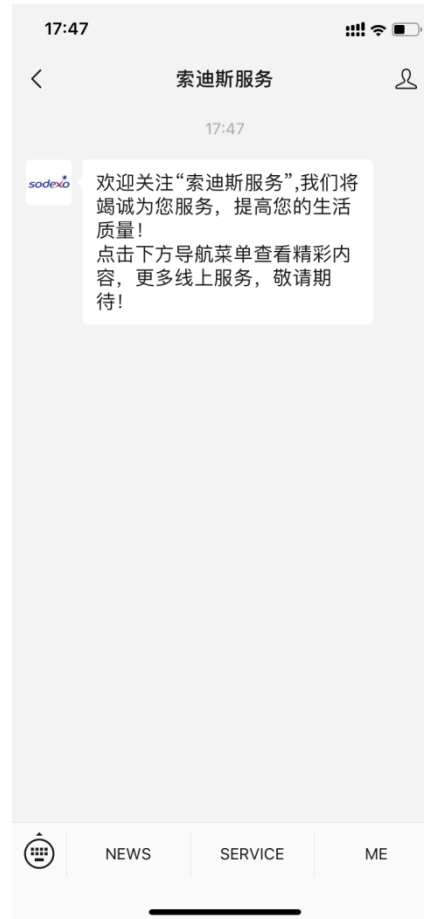 17:47
索迪斯服务
17:47
sodexo
欢迎关注“索迪斯服务”,我们将
竭诚为您服务，提高您的生活
质量！
点击下方导航菜单查看精彩内
容，更多线上服务，敬请期
待！
NEWS
SERVICE
ME